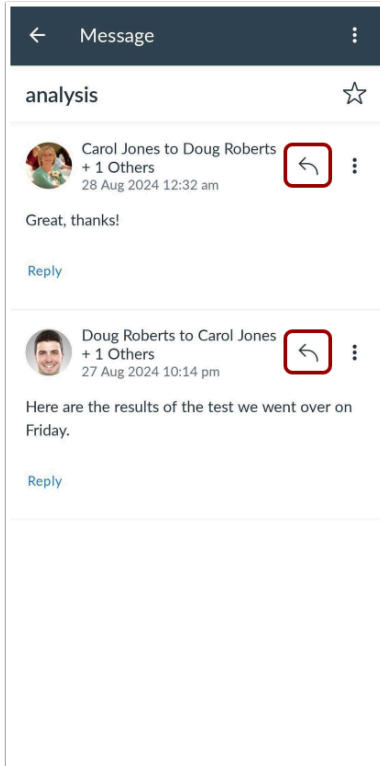 Message
analysis
Carol Jones to Doug Roberts
+ 1 Others
28 Aug 2024 12:32 am
Great, thanks!
Reply
Doug Roberts to Carol Jones
+ 1 Others
27 Aug 2024 10:14 pm
Here are the results of the test we went over on
Friday.
Reply